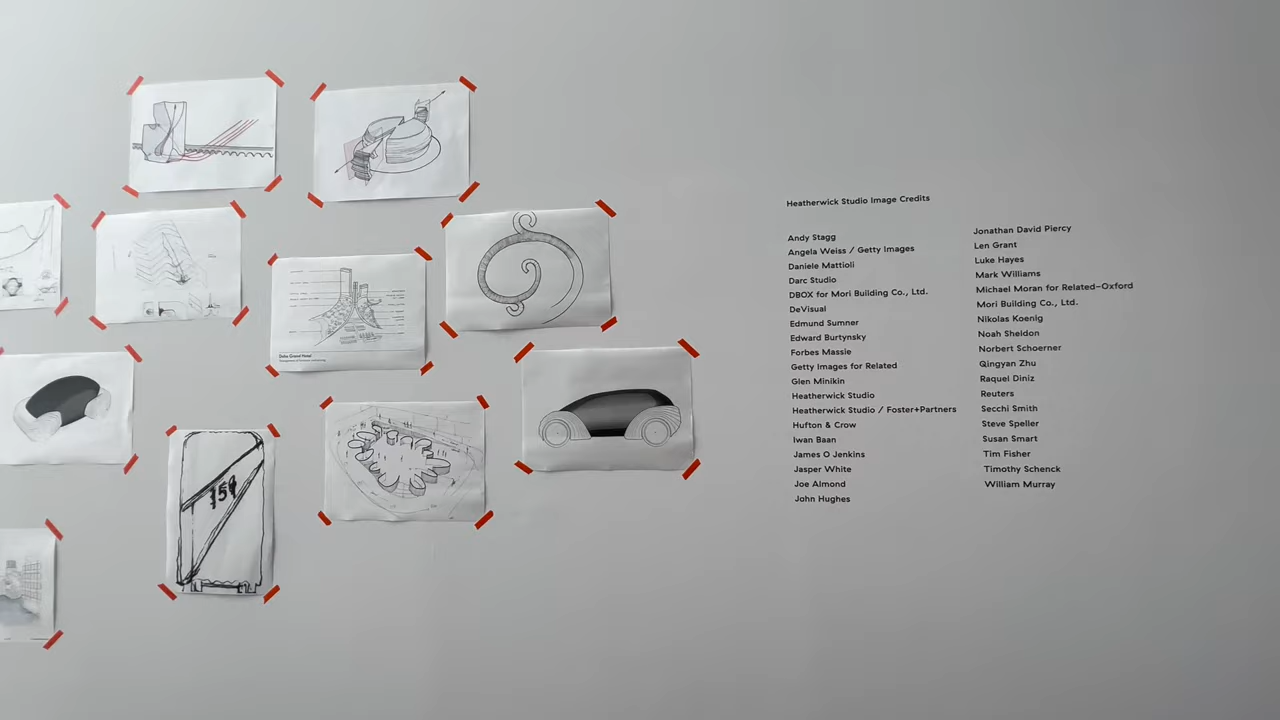 159
Doha Grand Hotel
Heatherwick Studio Image Credits
Andy Stagg
Angela Weiss / Getty Images
Daniele Mattioli
Darc Studio
DBOX for Mori Building Co., Ltd.
DeVisual
Edmund Sumner
Edward Burtynsky
Forbes Massie
Getty Images for Related
Glen Minikin
Heatherwick Studio
Heatherwick Studio / Foster+Partners
Hufton & Crow
Iwan Baan
James O Jenkins
Jasper White
Joe Almond
John Hughes
Jonathan David Piercy
Len Grant
Luke Hayes
Mark Williams
Michael Moran for Related-Oxford
Mori Building Co., Ltd.
Nikolas Koenig
Noah Sheldon
Norbert Schoerner
Qingyan Zhu
Raquel Diniz
Reuters
Secchi Smith
Steve Speller
Susan Smart
Tim Fisher
Timothy Schenck
William Murray